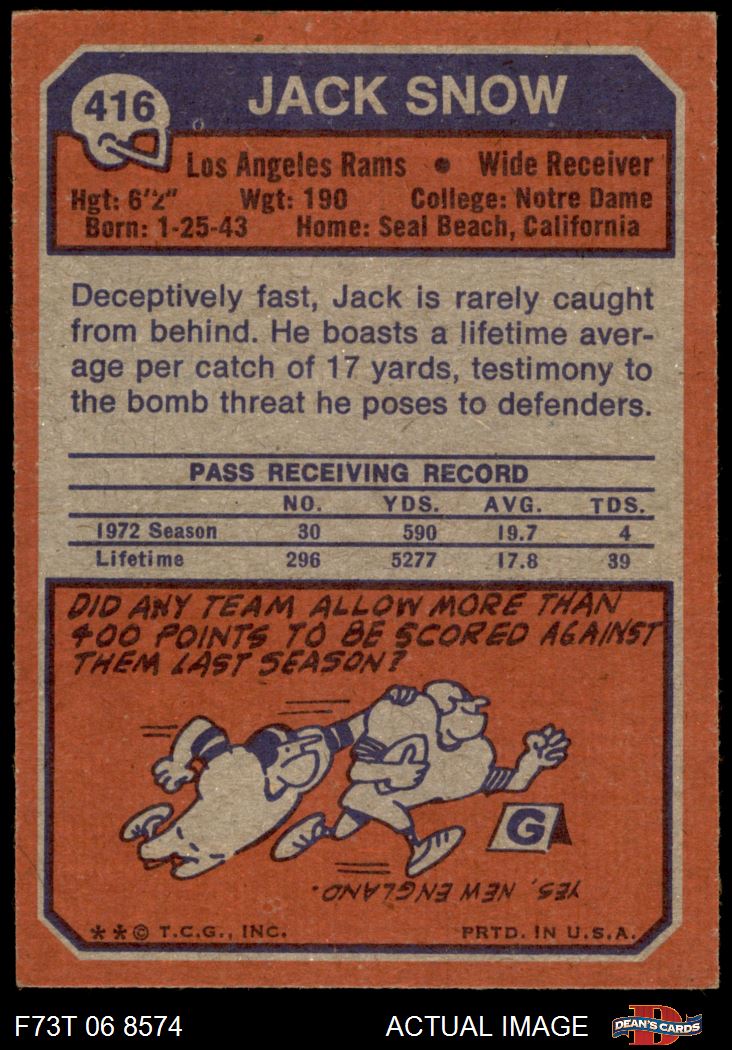 416
JACK SNOW
Los Angeles Rams • Wide Receiver
Hgt: 6'2" Wgt: 190 College: Notre Dame
Born: 1-25-43 Home: Seal Beach, California
Deceptively fast, Jack is rarely caught
from behind. He boasts a lifetime aver-
age per catch of 17 yards, testimony to
the bomb threat he poses to defenders.
PASS RECEIVING RECORD
NO. YDS. AVG. TDS.
1972 Season 30 590 19.7 4
Lifetime 296 5277 17.8 39
DID ANY TEAM ALLOW MORE THAN
400 POINTS TO BE SCORED AGAINST
THEM LAST SEASON?
G
YES, NEW ENGLAND.
**© T.C.G., INC. PRTD. IN U.S.A.
F73T 06 8574 ACTUAL IMAGE D DEAN'S CARDS